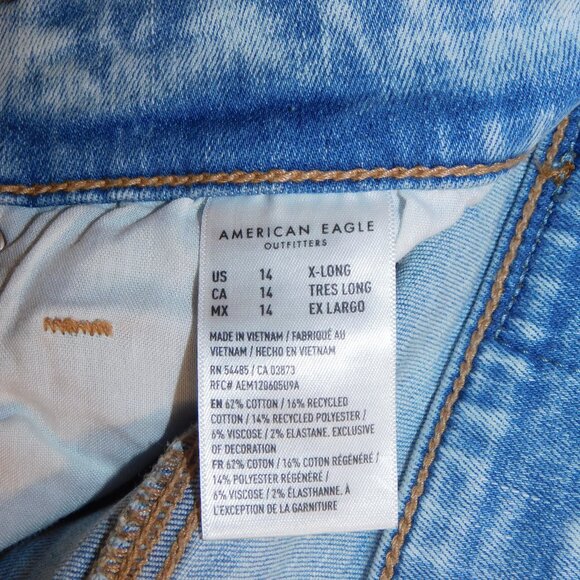 AMERICAN EAGLE
OUTFITTERS
US 14 X-LONG
CA 14 TRES LONG
MX 14 EX LARGO
MADE IN VIETNAM / FABRIQUÉ AU
VIETNAM / HECHO EN VIETNAM
RN 54485 / CA 03873
RFC# AEM120605U9A
EN 62% COTTON / 16% RECYCLED
COTTON / 14% RECYCLED POLYESTER /
6% VISCOSE / 2% ELASTANE. EXCLUSIVE
OF DECORATION
FR 62% COTON / 16% COTON RÉGÉNÉRÉ /
14% POLYESTER RÉGÉNÉRÉ /
6% VISCOSE / 2% ÉLASTHANNE. À
L'EXCEPTION DE LA GARNITURE